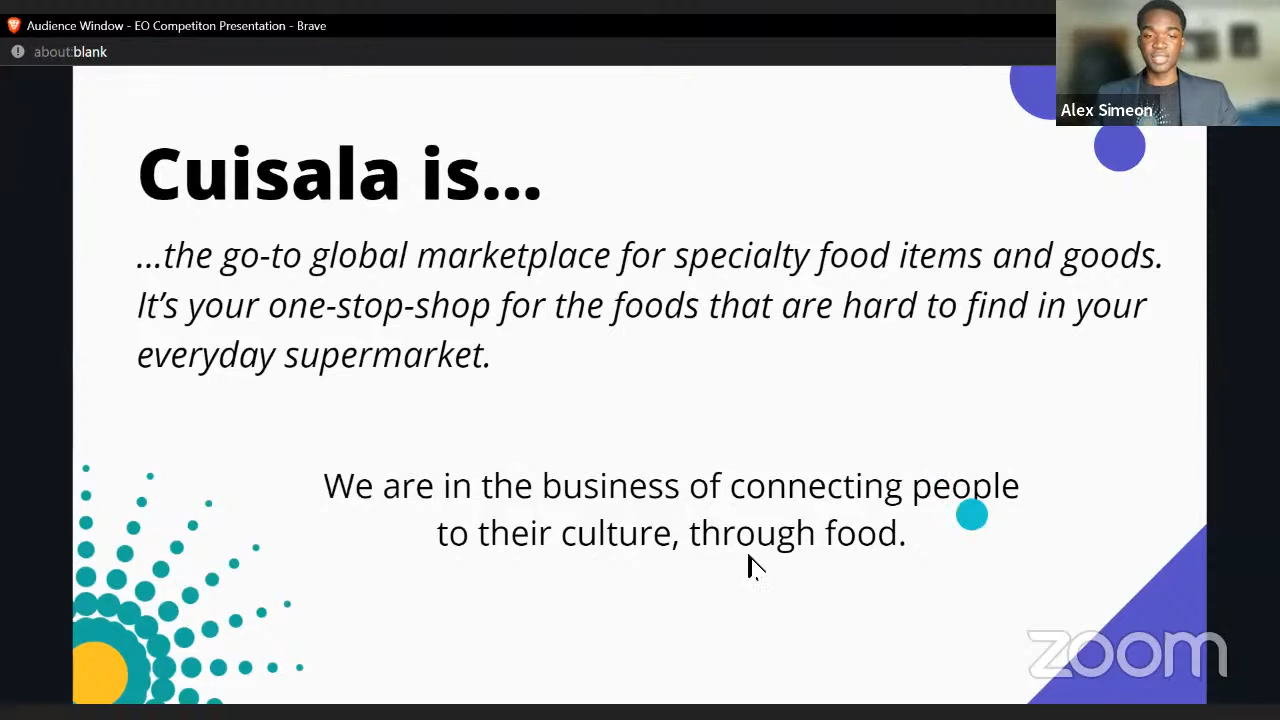 Audience Window - EO Competiton Presentation - Brave
about:blank
Alex Simeon
Cuisala is...
...the go-to global marketplace for specialty food items and goods.
It’s your one-stop-shop for the foods that are hard to find in your
everyday supermarket.
We are in the business of connecting people
to their culture, through food.
zoom